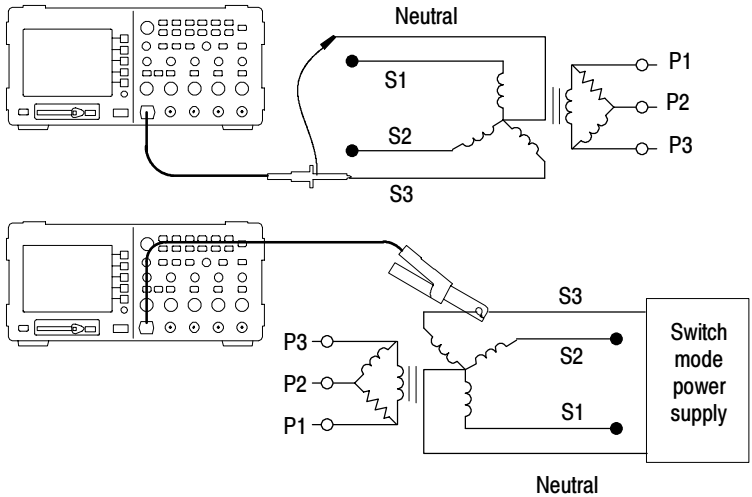 Neutral
S1
P1
P2
S2
P3
S3
S3
P3
S2
Switch
mode
power
supply
P2
P1
S1
Neutral